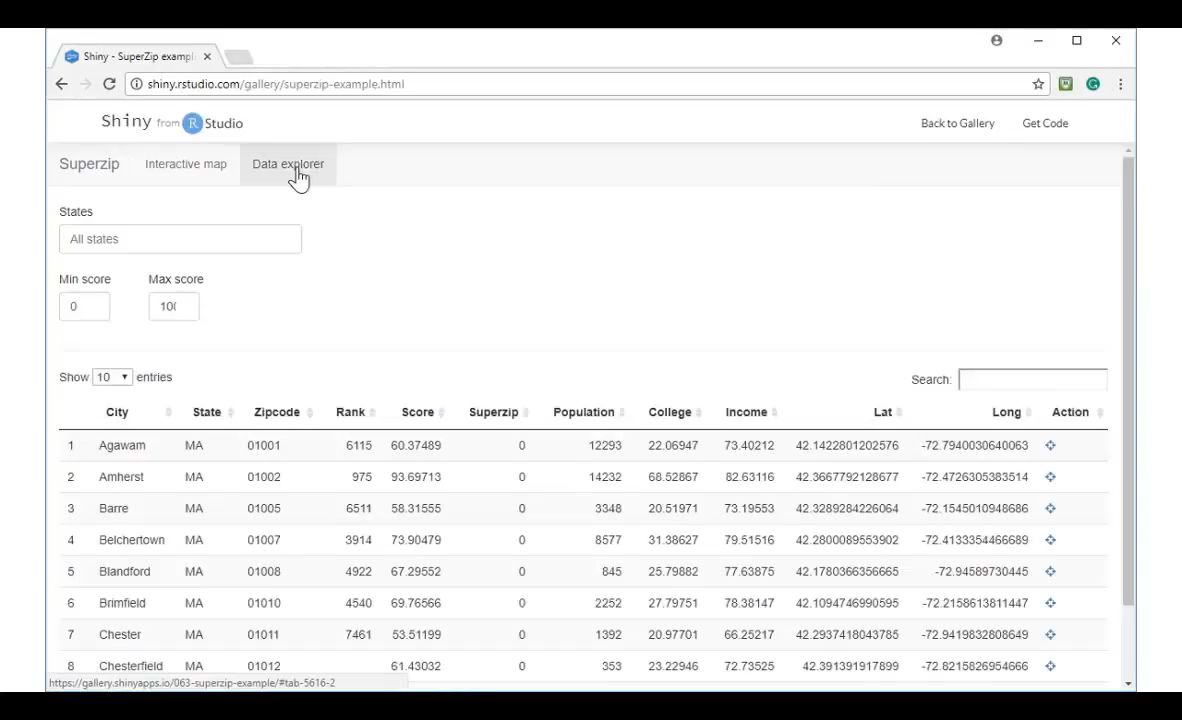 Shiny - SuperZip exampl
shiny.rstudio.com/gallery/superzip-example.html
Shiny from R Studio
Back to Gallery
Get Code
Superzip
Interactive map
Data explorer
States
All states
Min score Max score
0 10(
Show 10 entries
Search:
City State Zipcode Rank Score Superzip Population College Income Lat Long Action
1 Agawam MA 01001 6115 60.37489 0 12293 22.06947 73.40212 42.1422801202576 -72.7940030640063
2 Amherst MA 01002 975 93.69713 0 14232 68.52867 82.63116 42.3667792128677 -72.4726305383514
3 Barre MA 01005 6511 58.31555 0 3348 20.51971 73.19553 42.3289284226064 -72.1545010948686
4 Belchertown MA 01007 3914 73.90479 0 8577 31.38627 79.51516 42.2800089553902 -72.4133354466689
5 Blandford MA 01008 4922 67.29552 0 845 25.79882 77.63875 42.1780366356665 -72.94589730445
6 Brimfield MA 01010 4540 69.76566 0 2252 27.79751 78.38147 42.1094746990595 -72.2158613811447
7 Chester MA 01011 7461 53.51199 0 1392 20.97701 66.25217 42.2937418043785 -72.9419832808649
8 Chesterfield MA 01012 61.43032 0 353 23.22946 72.73525 42.391391917899 -72.8215826954666
https://gallery.shinyapps.io/063-superzip-example/#tab-5616-2